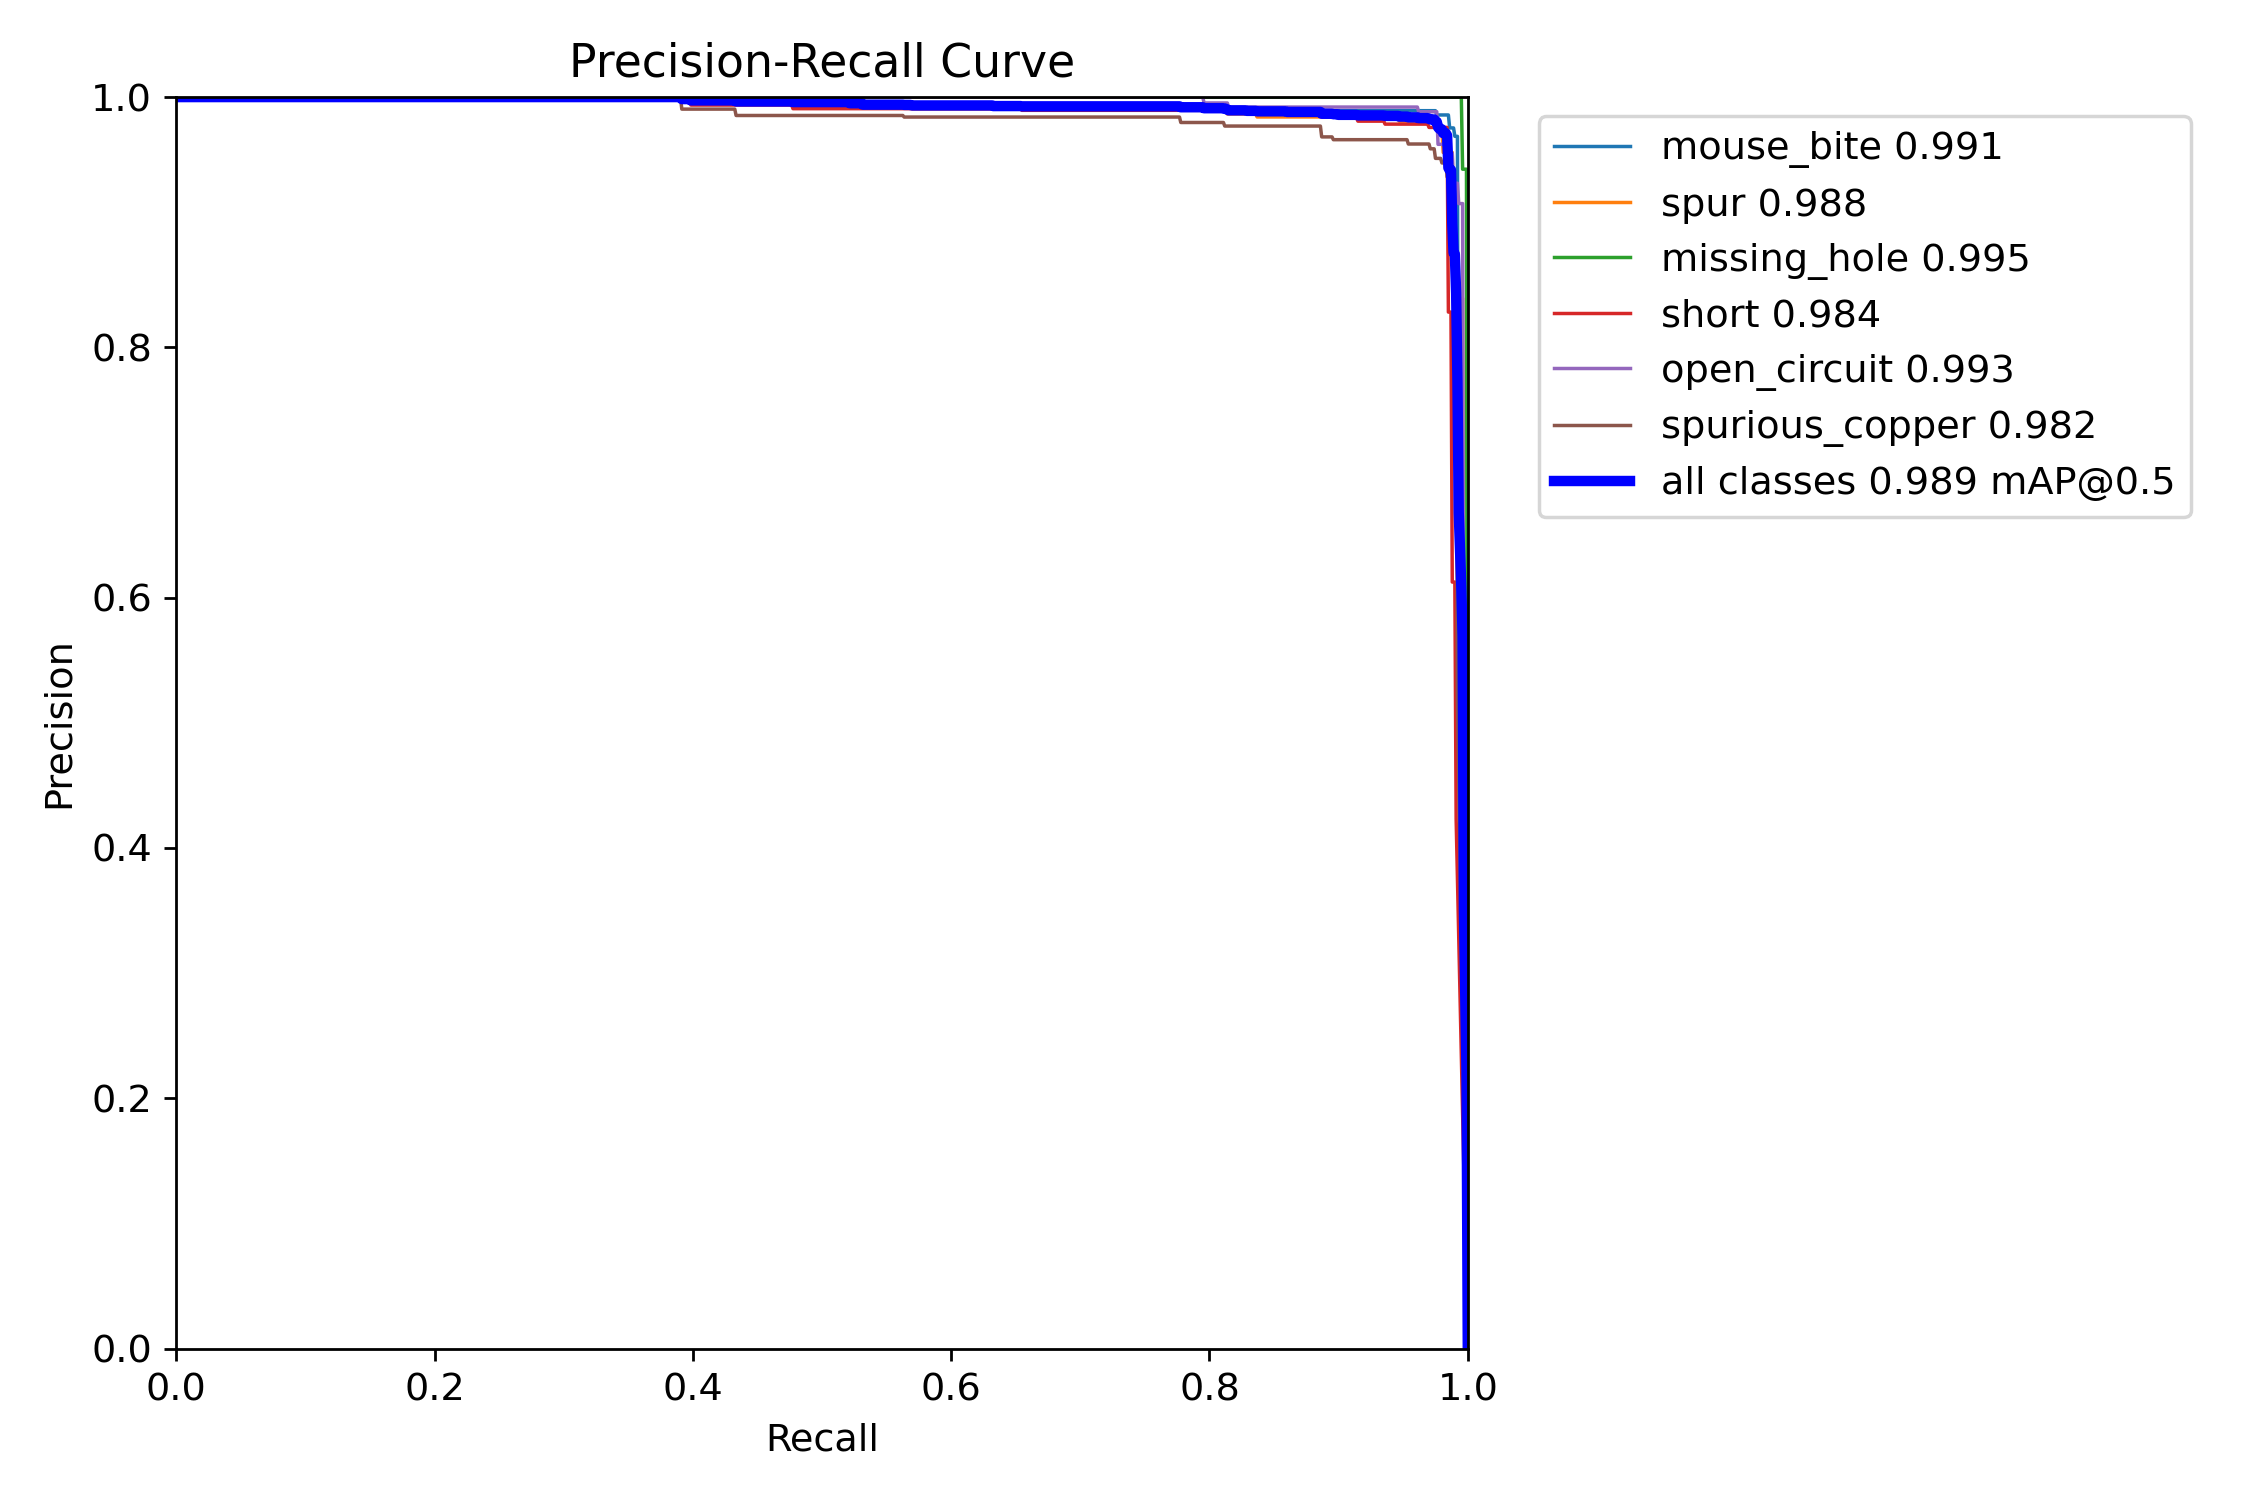 Precision-Recall Curve
1.0
0.8
0.6
0.4
0.2
0.0
Precision
0.0 0.2 0.4 0.6 0.8 1.0
Recall
mouse_bite 0.991
spur 0.988
missing_hole 0.995
short 0.984
open_circuit 0.993
spurious_copper 0.982
all classes 0.989 mAP@0.5